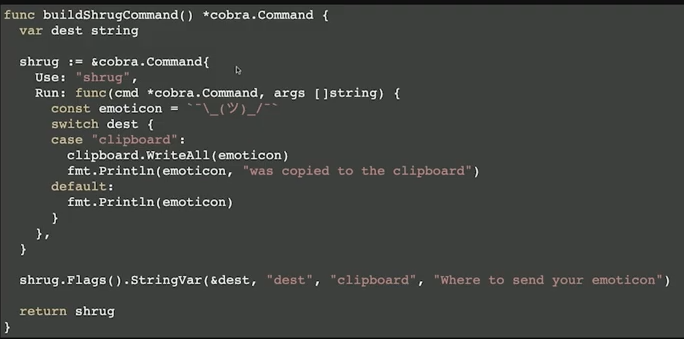 func buildShrugCommand() *cobra.Command {
  var dest string

  shrug := &cobra.Command{
    Use: "shrug",
    Run: func(cmd *cobra.Command, args []string) {
      const emoticon = `¯\_(ツ)_/¯`
      switch dest {
      case "clipboard":
        clipboard.WriteAll(emoticon)
        fmt.Println(emoticon, "was copied to the clipboard")
      default:
        fmt.Println(emoticon)
      }
    },
  }

  shrug.Flags().StringVar(&dest, "dest", "clipboard", "Where to send your emoticon")

  return shrug
}